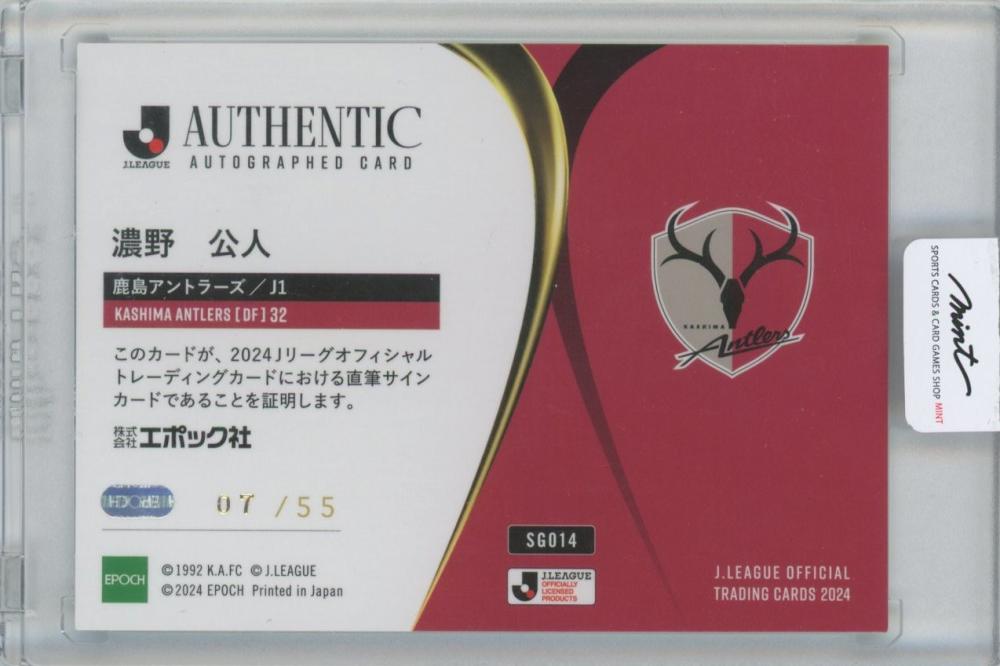 J.LEAGUE
AUTHENTIC
AUTOGRAPHED CARD
濃野 公人
鹿島アントラーズ／J1
KASHIMA ANTLERS [DF] 32
このカードが、2024Jリーグオフィシャル
トレーディングカードにおける直筆サイン
カードであることを証明します。
株式会社エポック社
07 /55
EPOCH
©1992 K.A.FC ©J.LEAGUE
©2024 EPOCH Printed in Japan
KASHIMA
Antlers
SG014
J.LEAGUE
OFFICIALLY
LICENSED
PRODUCTS
J.LEAGUE OFFICIAL
TRADING CARDS 2024
mint
SPORTS CARDS & CARD GAMES SHOP MINT